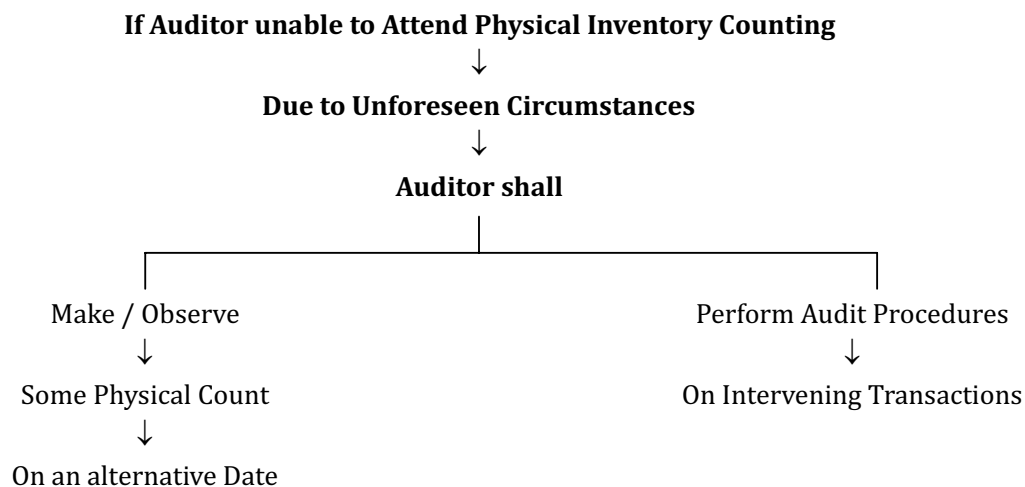 If Auditor unable to Attend Physical Inventory Counting
↓
Due to Unforeseen Circumstances
↓
Auditor shall
Make / Observe
↓
Some Physical Count
↓
On an alternative Date
Perform Audit Procedures
↓
On Intervening Transactions